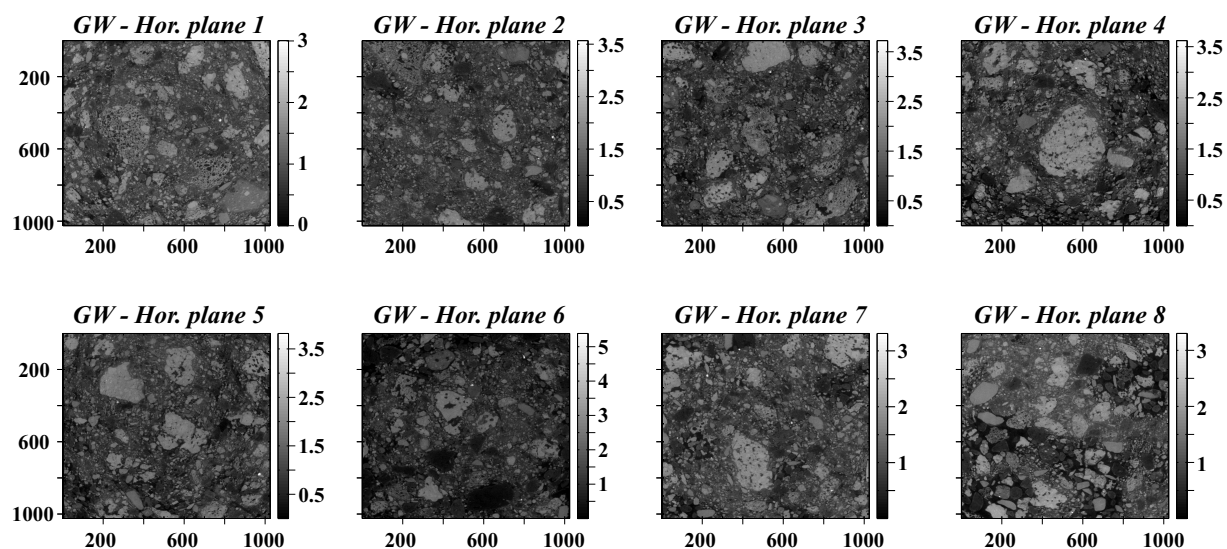 GW - Hor. plane 1 GW - Hor. plane 2 GW - Hor. plane 3 GW - Hor. plane 4
3 3.5 3.5 3.5
200 2 2.5 2.5 2.5
600 1 1.5 1.5 1.5
0.5 0.5 0.5
1000 0
200 600 1000 200 600 1000 200 600 1000 200 600 1000
GW - Hor. plane 5 GW - Hor. plane 6 GW - Hor. plane 7 GW - Hor. plane 8
3.5 5 3 3
200 4
2.5 3 2 2
600 1.5 2
0.5 1 1 1
1000
200 600 1000 200 600 1000 200 600 1000 200 600 1000